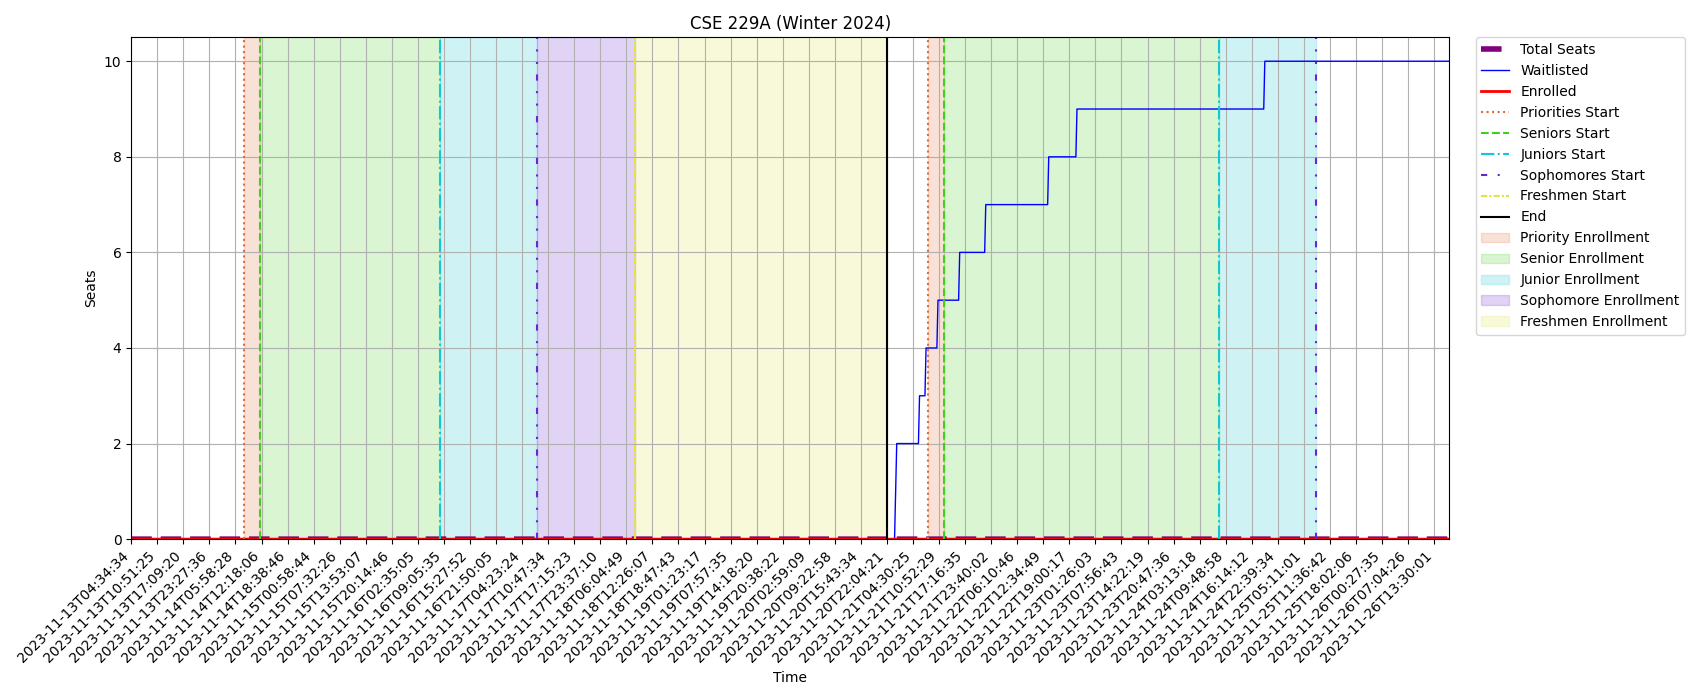 CSE 229A (Winter 2024)
10
8
6
4
2
0
Seats
2023-11-13T04:34:34
2023-11-13T10:51:25
2023-11-13T17:09:20
2023-11-13T23:27:36
2023-11-14T05:58:28
2023-11-14T12:18:06
2023-11-14T18:38:46
2023-11-15T00:58:44
2023-11-15T07:32:26
2023-11-15T13:53:07
2023-11-15T20:14:46
2023-11-16T02:35:05
2023-11-16T09:05:35
2023-11-16T15:27:52
2023-11-16T21:50:05
2023-11-17T04:23:24
2023-11-17T10:47:34
2023-11-17T17:15:23
2023-11-17T23:37:10
2023-11-18T06:04:49
2023-11-18T12:26:07
2023-11-18T18:47:43
2023-11-19T01:23:17
2023-11-19T07:57:35
2023-11-19T14:18:20
2023-11-19T20:38:22
2023-11-20T02:59:09
2023-11-20T09:22:58
2023-11-20T15:43:34
2023-11-20T22:04:21
2023-11-21T04:30:25
2023-11-21T10:52:29
2023-11-21T17:16:35
2023-11-21T23:40:02
2023-11-22T06:10:46
2023-11-22T12:34:49
2023-11-22T19:00:17
2023-11-23T01:26:03
2023-11-23T07:56:43
2023-11-23T14:22:19
2023-11-23T20:47:36
2023-11-24T03:13:18
2023-11-24T09:48:58
2023-11-24T16:14:12
2023-11-24T22:39:34
2023-11-25T05:11:01
2023-11-25T11:36:42
2023-11-25T18:02:06
2023-11-26T00:27:35
2023-11-26T07:04:26
2023-11-26T13:30:01
Time
Total Seats
Waitlisted
Enrolled
Priorities Start
Seniors Start
Juniors Start
Sophomores Start
Freshmen Start
End
Priority Enrollment
Senior Enrollment
Junior Enrollment
Sophomore Enrollment
Freshmen Enrollment